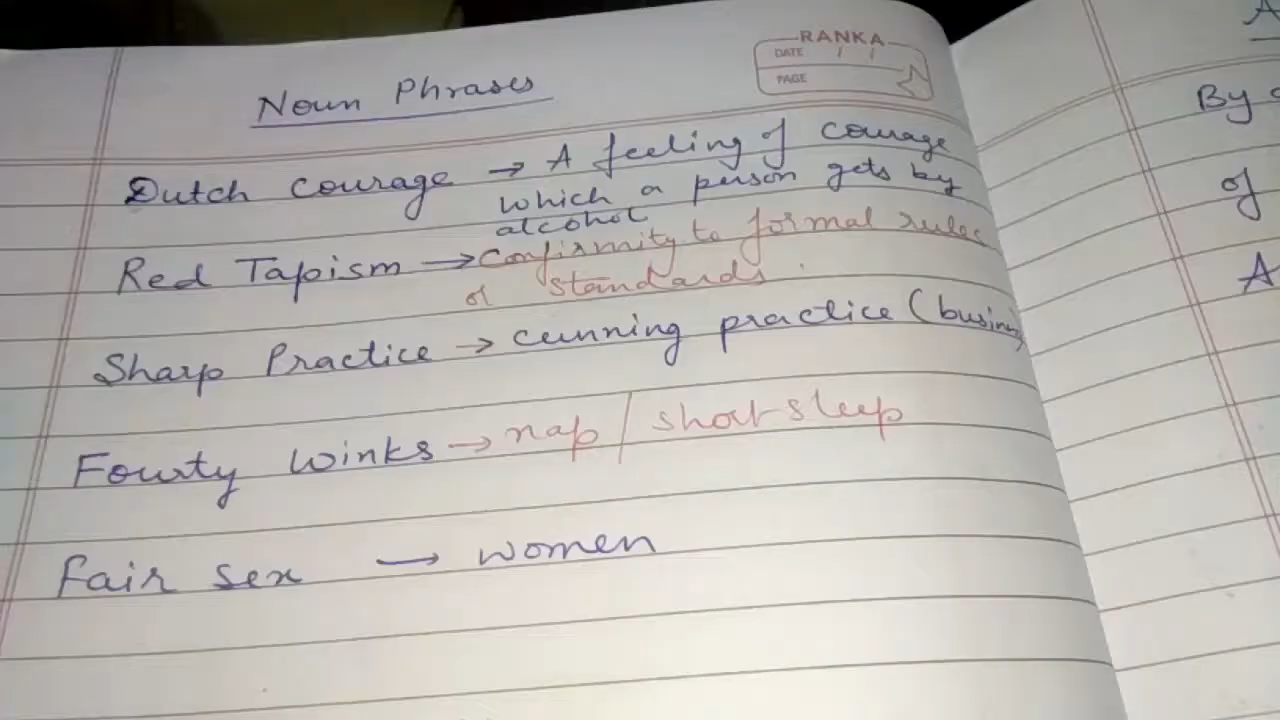 RANKA
DATE / /
PAGE
Noun Phrases
Dutch Courage → A feeling of courage
which a person gets by
alcohol
Red Tapism → Confirmity to formal rules
or standards.
Sharp Practice → cunning practice (business)
Fourty Winks → nap / short sleep
Fair sex → women
By
of
A